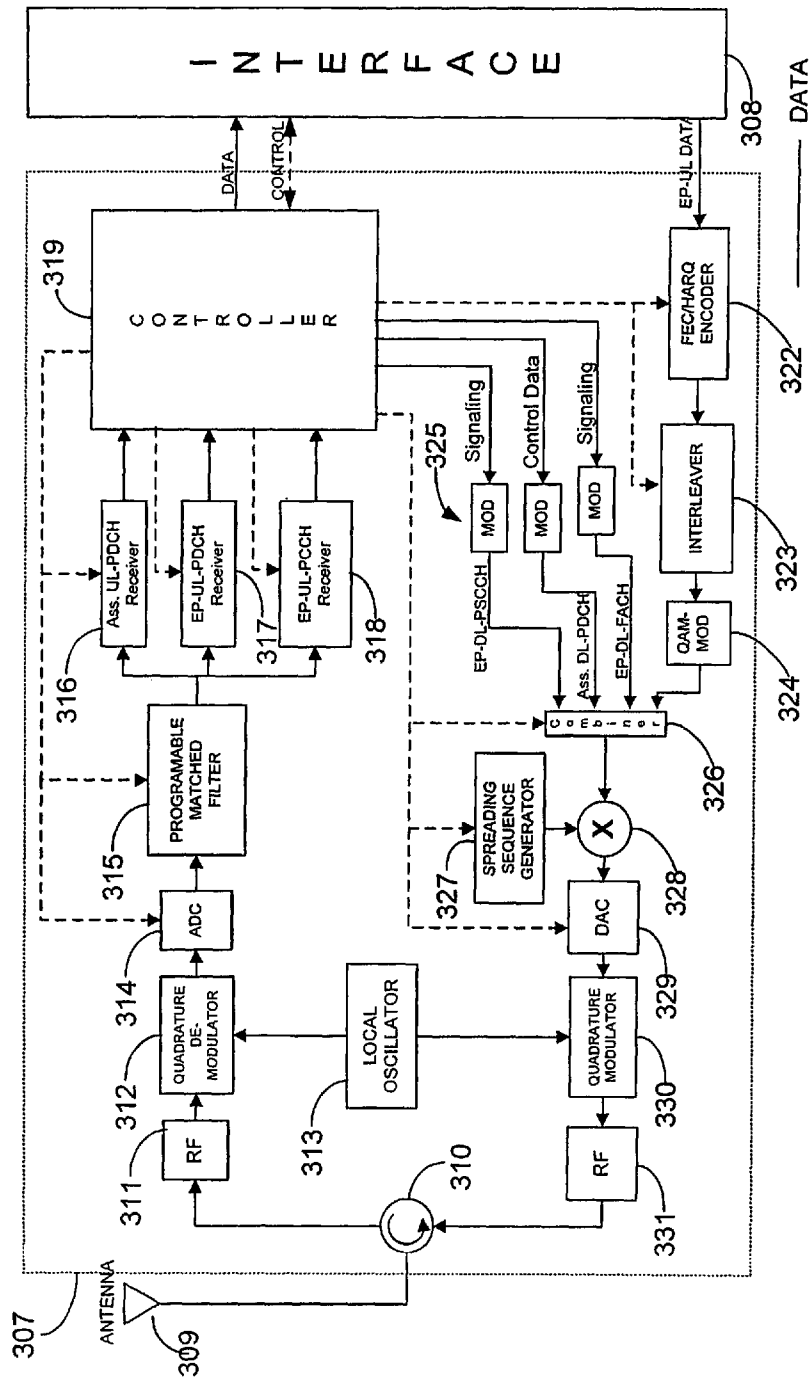 307
ANTENNA
309
310
311
RF
312
QUADRATURE
DE-
MODULATOR
313
LOCAL
OSCILLATOR
314
ADC
315
PROGRAMABLE
MATCHED
FILTER
316
Ass. UL-PDCH
Receiver
EP-UL-PDCH
Receiver
317
EP-UL-PCCH
Receiver
318
319
CONTROLLER
DATA
CONTROL
INTERFACE
308
EP-UL DATA
FEC/HARQ
ENCODER
322
INTERLEAVER
323
QAM-
MOD
324
Signaling
Control Data
Signaling
325
MOD
MOD
MOD
EP-DL-PSCCH
Ass. DL-PDCH
EP-DL-FACH
Cambiner
326
327
SPREADING
SEQUENCE
GENERATOR
X
328
DAC
329
QUADRATURE
MODULATOR
330
RF
331
DATA